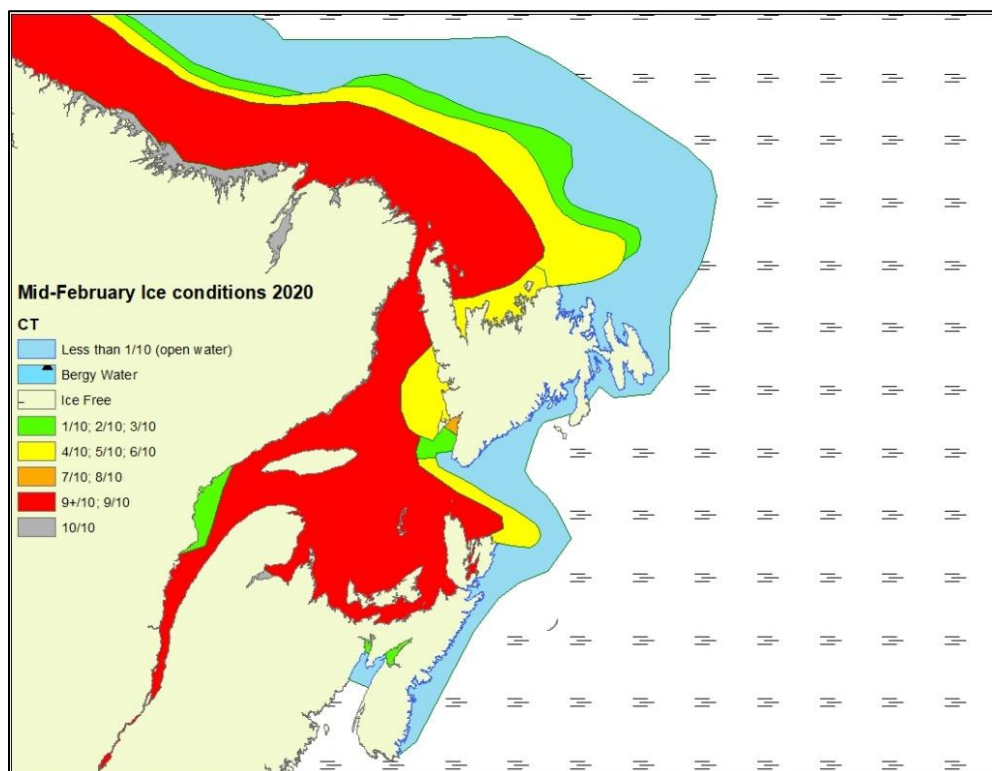 Mid-February Ice conditions 2020
CT
Less than 1/10 (open water)
Bergy Water
Ice Free
1/10; 2/10; 3/10
4/10; 5/10; 6/10
7/10; 8/10
9+/10; 9/10
10/10